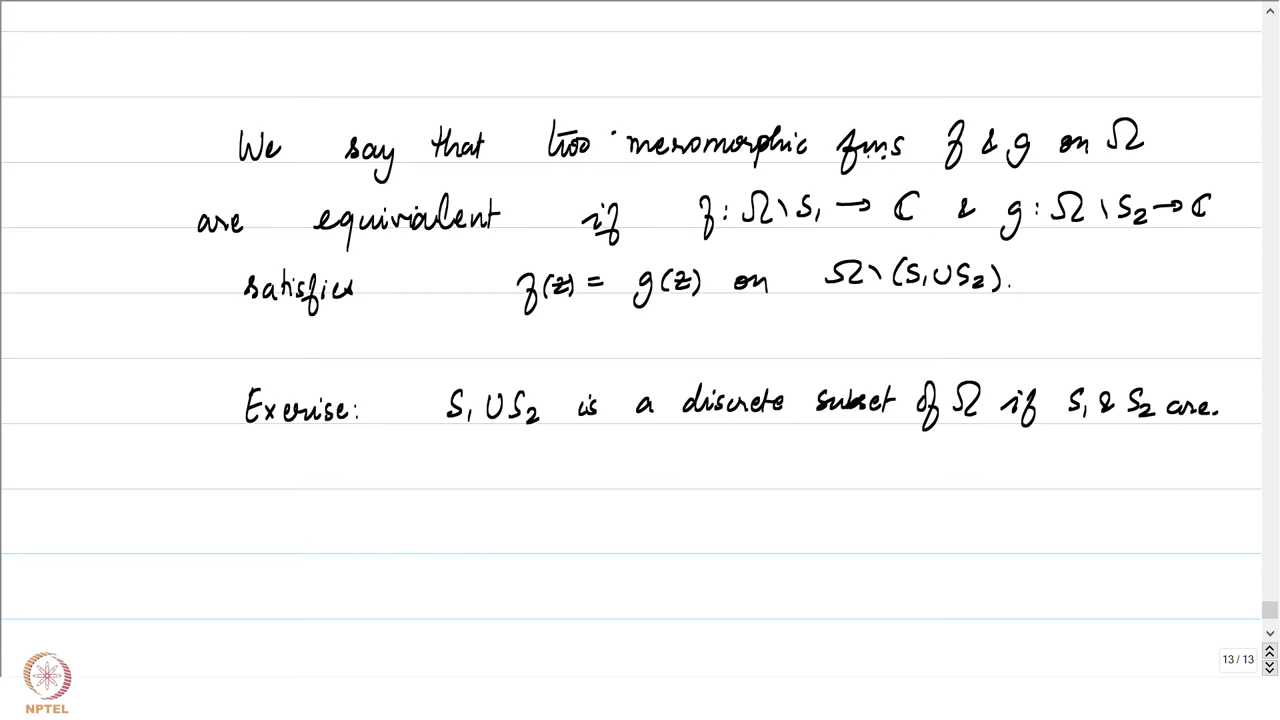 We say that two meromorphic fns f & g on Ω
are equivalent if f : Ω \ S₁ → ℂ & g : Ω \ S₂ → ℂ
satisfies f(z) = g(z) on Ω \ (S₁ ∪ S₂).
Exerise: S₁ ∪ S₂ is a discrete subset of Ω if S₁ & S₂ are.
13 / 13
NPTEL